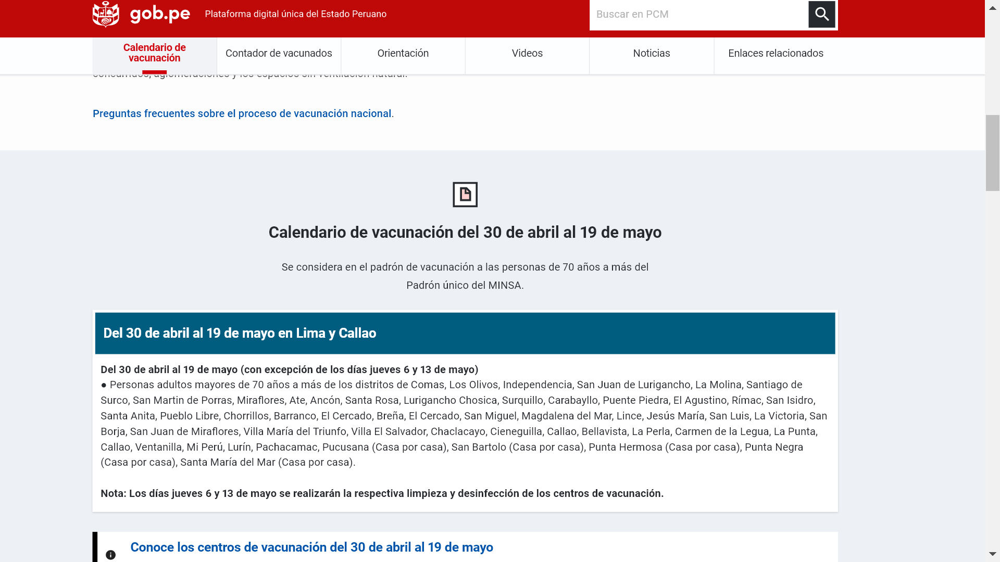 gob.pe
Plataforma digital única del Estado Peruano
Buscar en PCM
Calendario de
vacunación
Contador de vacunados
Orientación
Videos
Noticias
Enlaces relacionados
concurridos, aglomeraciones y los espacios sin ventilación natural.
Preguntas frecuentes sobre el proceso de vacunación nacional.
Calendario de vacunación del 30 de abril al 19 de mayo
Se considera en el padrón de vacunación a las personas de 70 años a más del
Padrón único del MINSA.
Del 30 de abril al 19 de mayo en Lima y Callao
Del 30 de abril al 19 de mayo (con excepción de los días jueves 6 y 13 de mayo)
● Personas adultos mayores de 70 años a más de los distritos de Comas, Los Olivos, Independencia, San Juan de Lurigancho, La Molina, Santiago de
Surco, San Martin de Porras, Miraflores, Ate, Ancón, Santa Rosa, Lurigancho Chosica, Surquillo, Carabayllo, Puente Piedra, El Agustino, Rímac, San Isidro,
Santa Anita, Pueblo Libre, Chorrillos, Barranco, El Cercado, Breña, El Cercado, San Miguel, Magdalena del Mar, Lince, Jesús María, San Luis, La Victoria, San
Borja, San Juan de Miraflores, Villa María del Triunfo, Villa El Salvador, Chaclacayo, Cieneguilla, Callao, Bellavista, La Perla, Carmen de la Legua, La Punta,
Callao, Ventanilla, Mi Perú, Lurín, Pachacamac, Pucusana (Casa por casa), San Bartolo (Casa por casa), Punta Hermosa (Casa por casa), Punta Negra
(Casa por casa), Santa María del Mar (Casa por casa).
Nota: Los días jueves 6 y 13 de mayo se realizarán la respectiva limpieza y desinfección de los centros de vacunación.
Conoce los centros de vacunación del 30 de abril al 19 de mayo